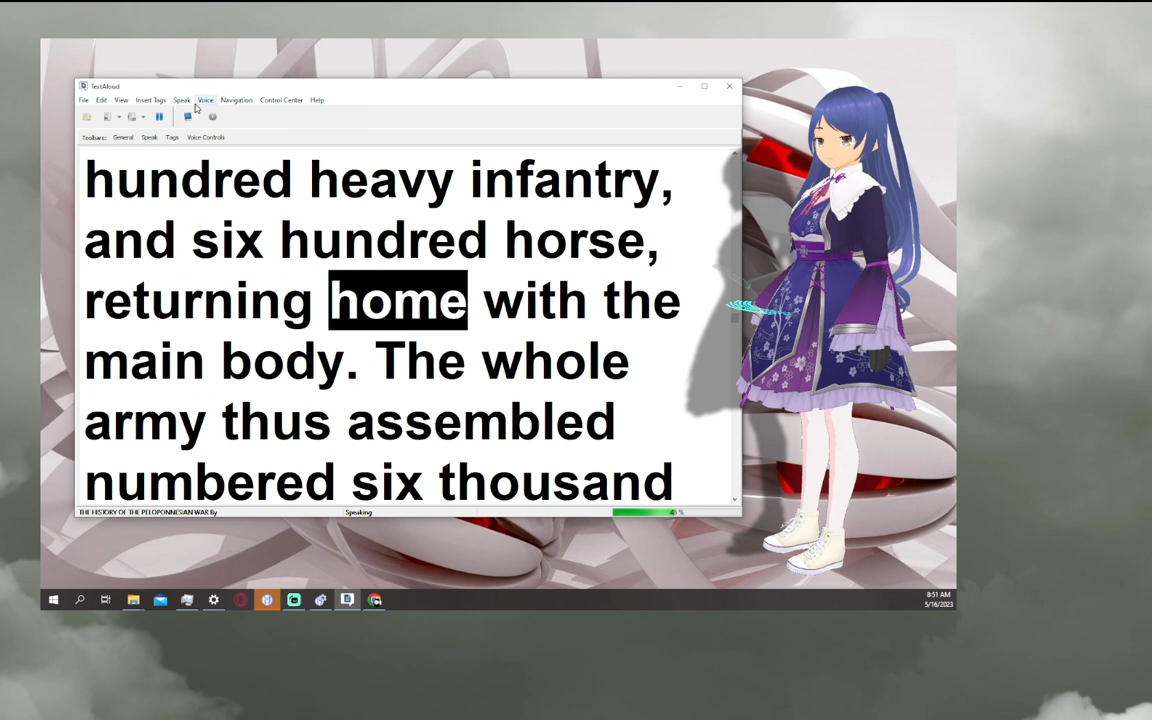 TextAloud
File Edit View Insert Tags Speak Voice Navigation Control Center Help
Toolbars: General Speak Tags Voice Controls
hundred heavy infantry,
and six hundred horse,
returning home with the
main body. The whole
army thus assembled
numbered six thousand
THE HISTORY OF THE PELOPONNESIAN WAR By Speaking
8:51 AM
5/16/2023